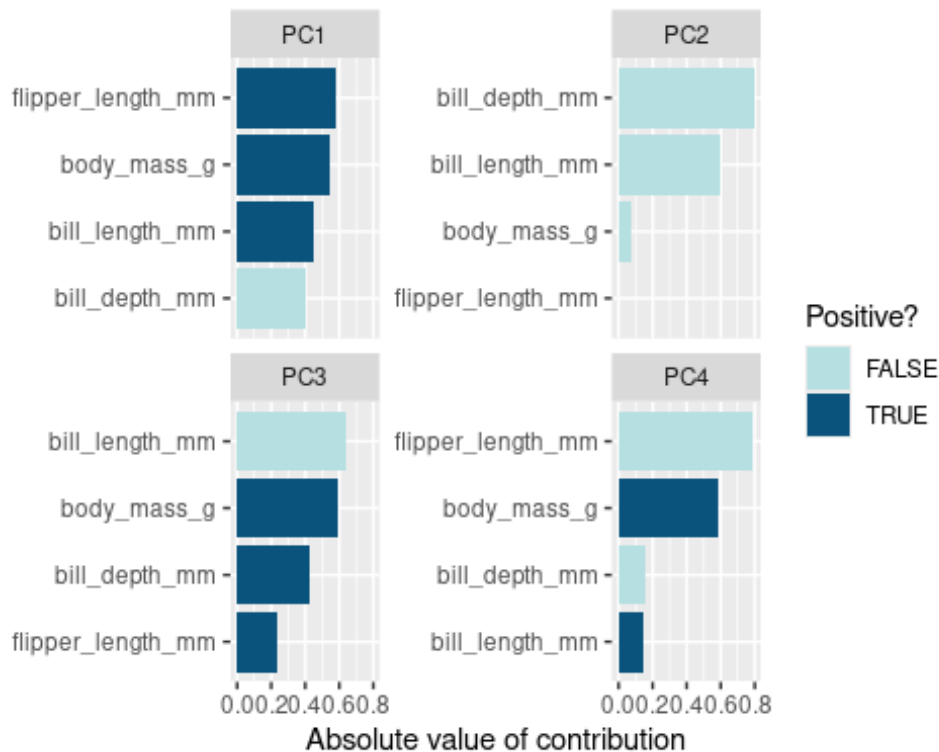 PC1
PC2
flipper_length_mm
body_mass_g
bill_length_mm
bill_depth_mm
bill_depth_mm
bill_length_mm
body_mass_g
flipper_length_mm
PC3
PC4
bill_length_mm
body_mass_g
bill_depth_mm
flipper_length_mm
flipper_length_mm
body_mass_g
bill_depth_mm
bill_length_mm
0.00.20.40.60.8
0.00.20.40.60.8
Absolute value of contribution
Positive?
FALSE
TRUE